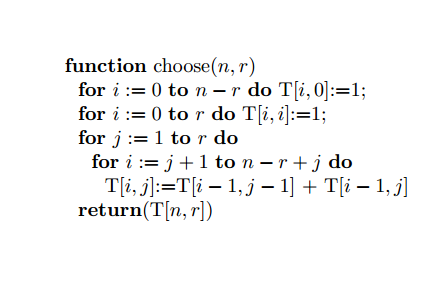 function choose(n, r)
for i := 0 to n − r do T[i, 0]:=1;
for i := 0 to r do T[i, i]:=1;
for j := 1 to r do
for i := j + 1 to n − r + j do
T[i, j]:=T[i − 1, j − 1] + T[i − 1, j]
return(T[n, r])